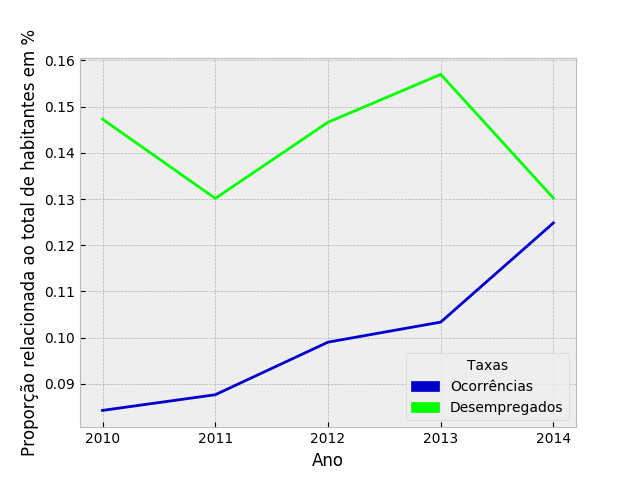 Proporção relacionada ao total de habitantes em %
0.16
0.15
0.14
0.13
0.12
0.11
0.10
0.09
2010 2011 2012 2013 2014
Ano
Taxas
Ocorrências
Desempregados